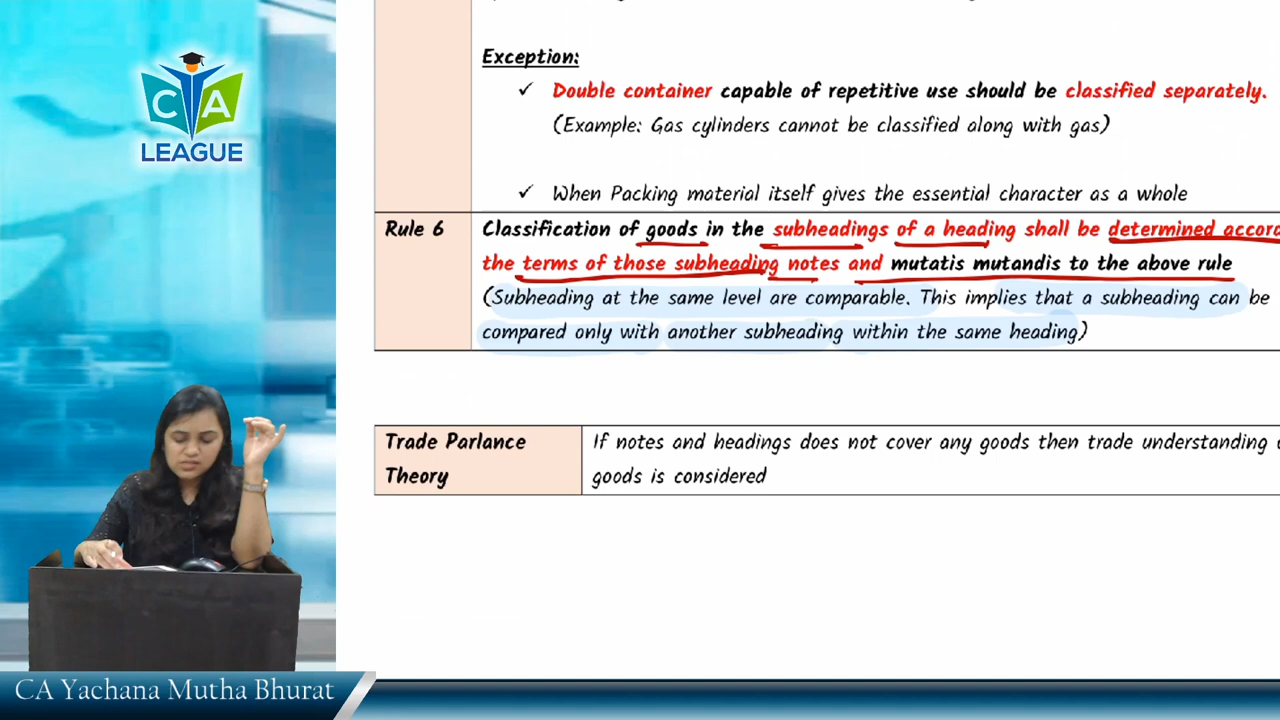 Exception:
✓ Double container capable of repetitive use should be classified separately.
(Example: Gas cylinders cannot be classified along with gas)
✓ When Packing material itself gives the essential character as a whole
Rule 6
Classification of goods in the subheadings of a heading shall be determined accor
the terms of those subheading notes and mutatis mutandis to the above rule
(Subheading at the same level are comparable. This implies that a subheading can be
compared only with another subheading within the same heading)
Trade Parlance
Theory
If notes and headings does not cover any goods then trade understanding
goods is considered
CA
LEAGUE
CA Yachana Mutha Bhurat